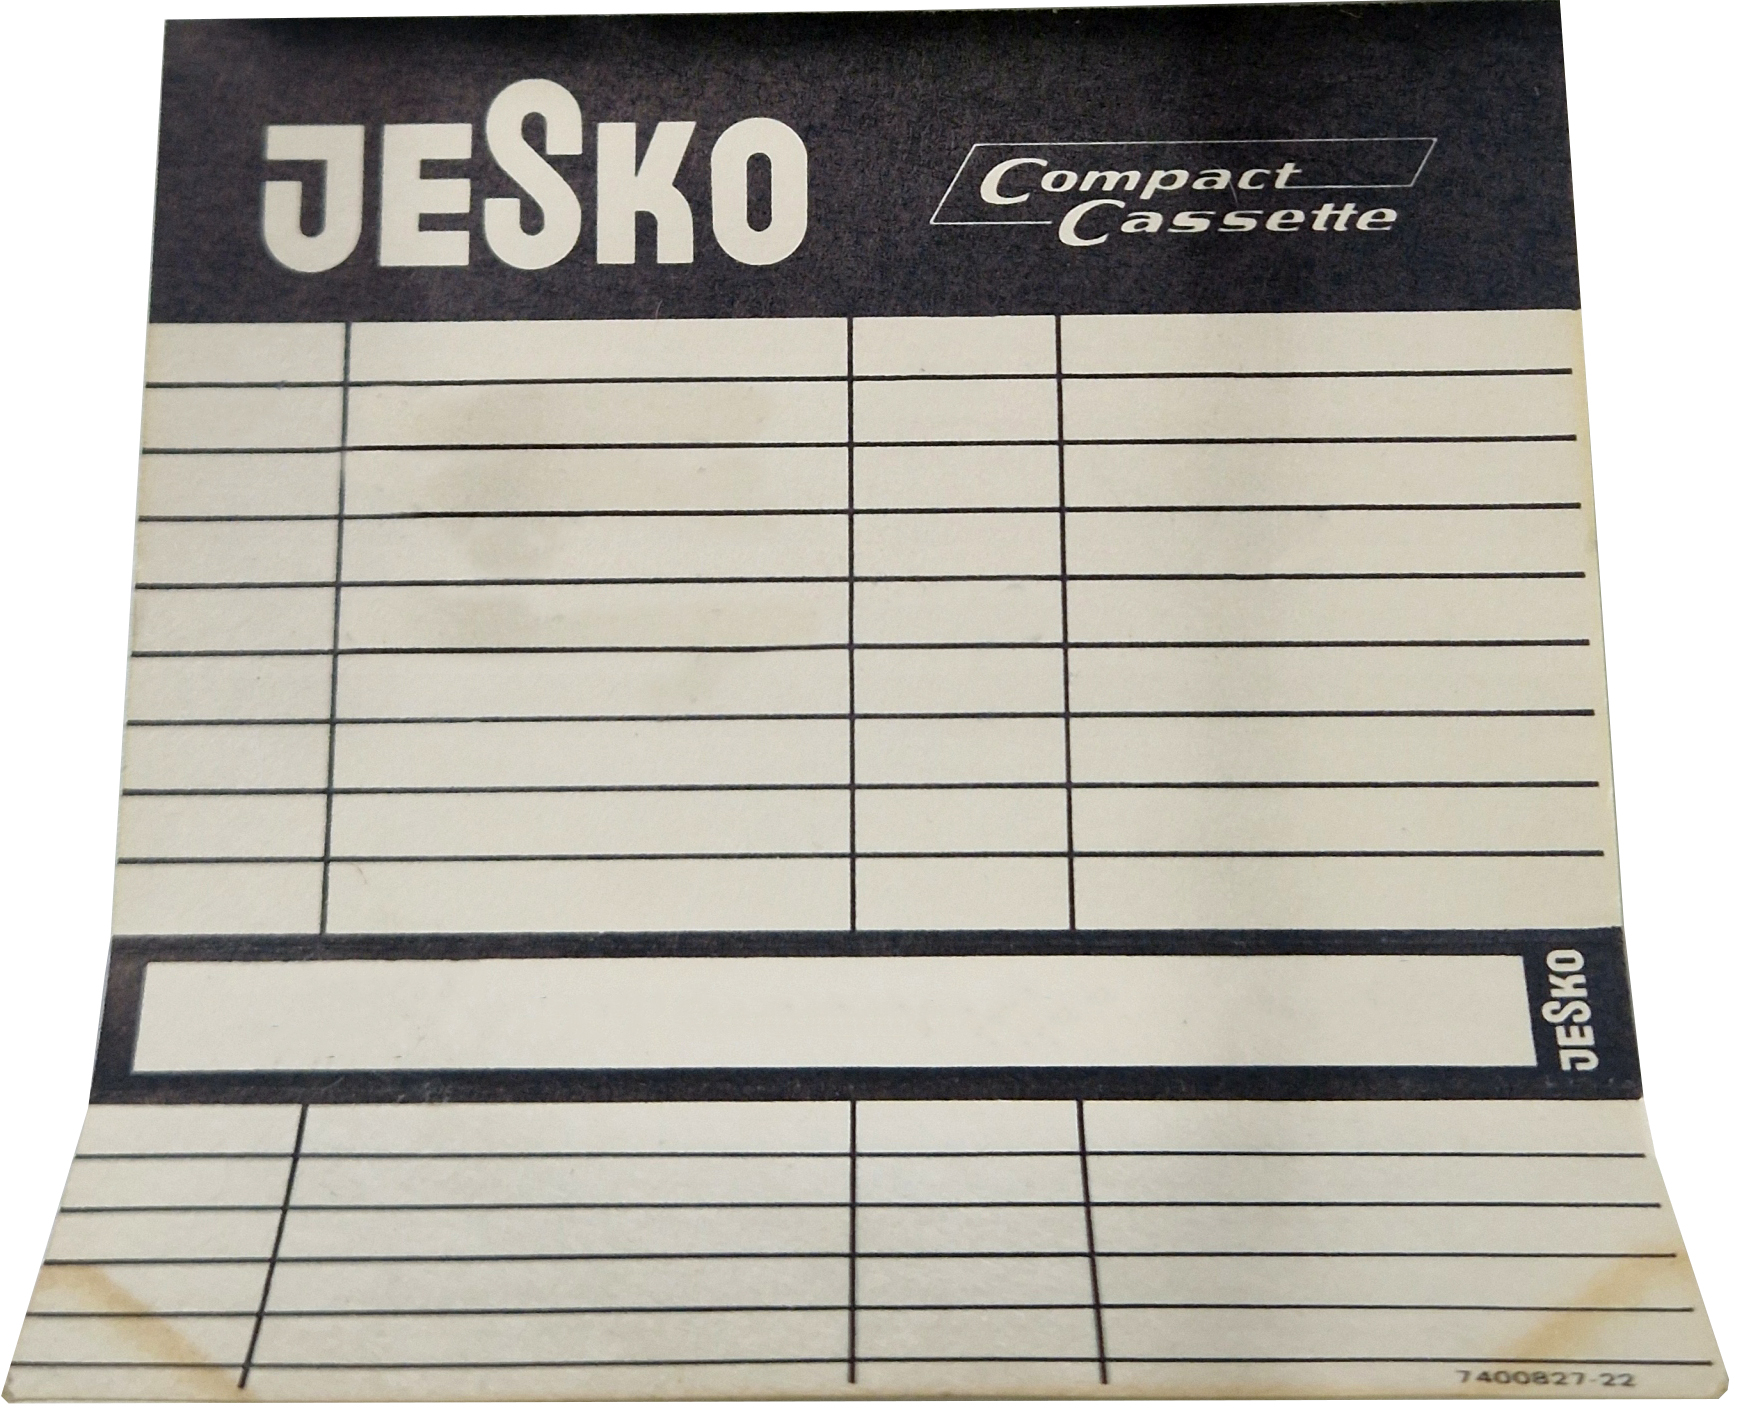 JESKO
Compact
Cassette
JESKO
7400827-22